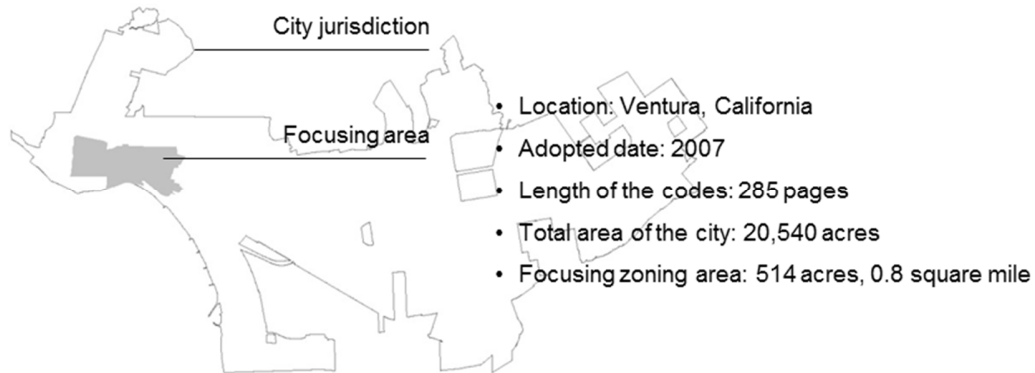 City jurisdiction
Focusing area
• Location: Ventura, California
• Adopted date: 2007
• Length of the codes: 285 pages
• Total area of the city: 20,540 acres
• Focusing zoning area: 514 acres, 0.8 square mile